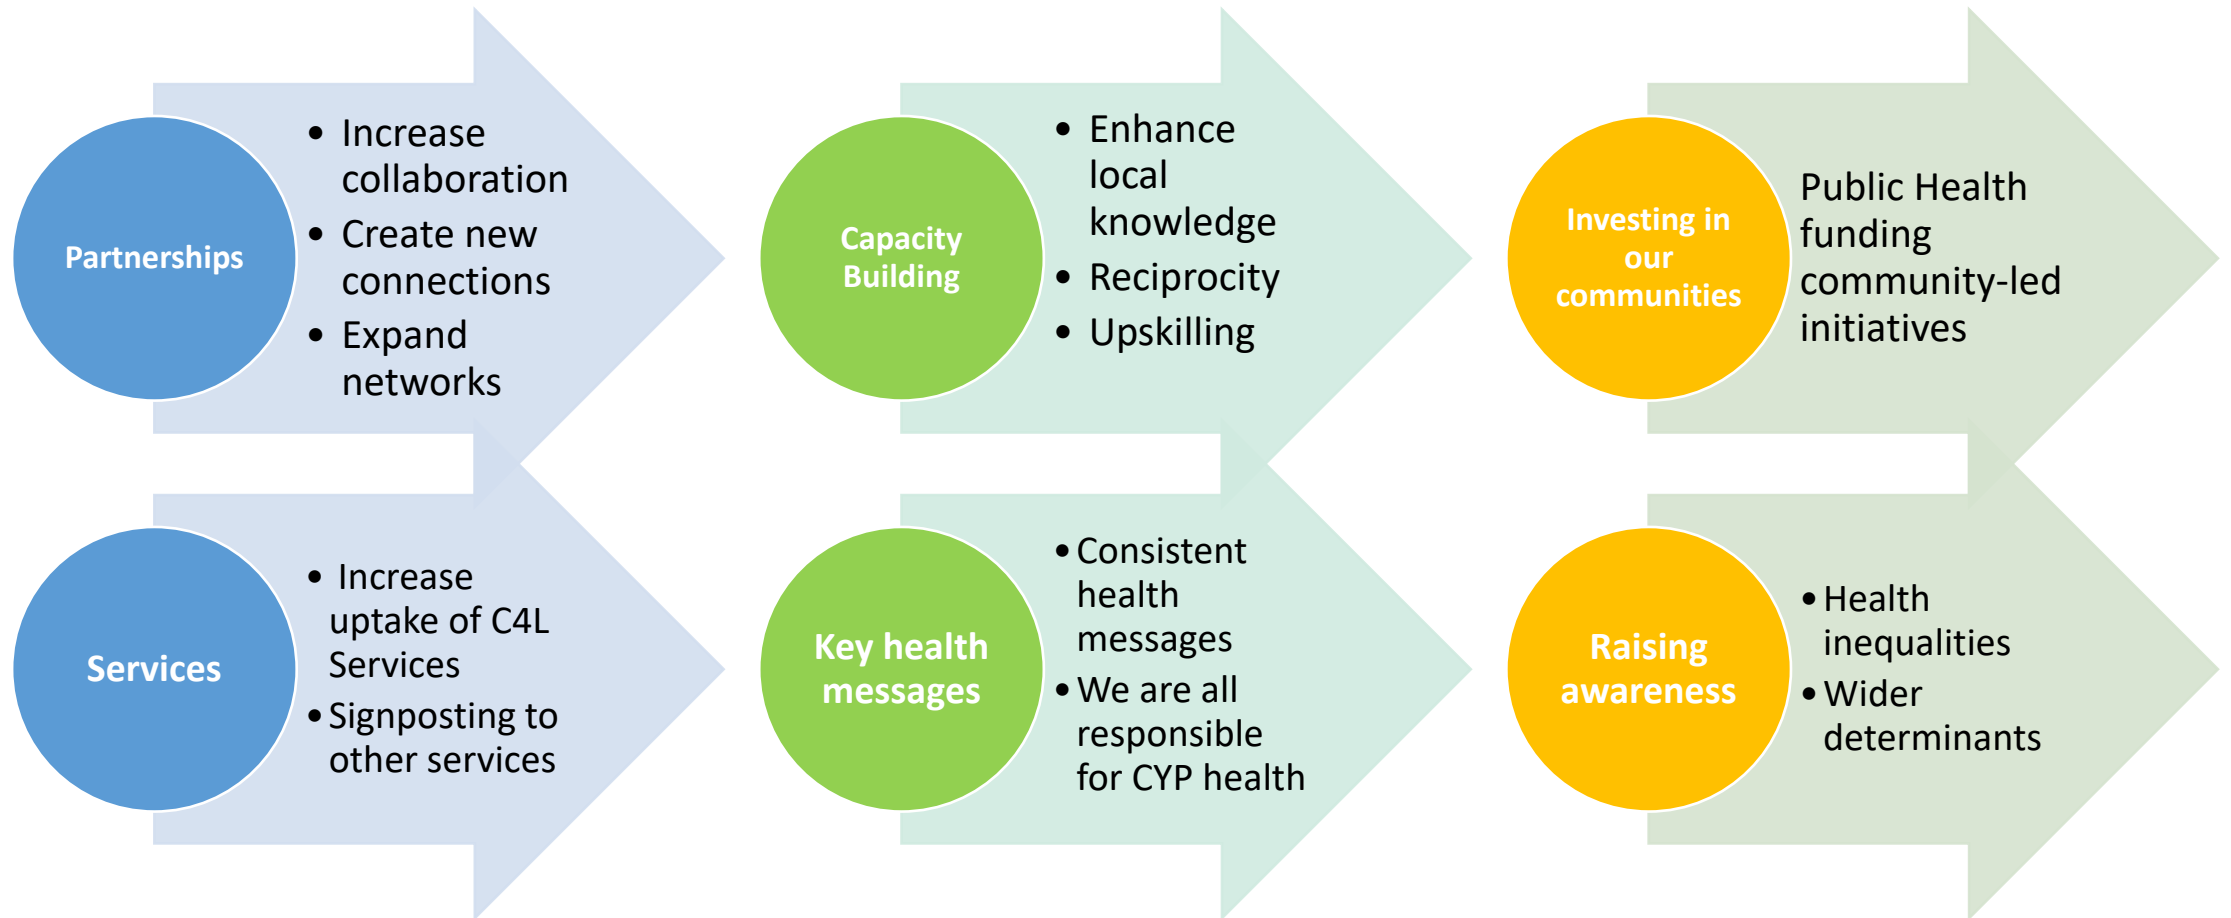 Partnerships
• Increase
collaboration
• Create new
connections
• Expand
networks
Capacity
Building
• Enhance
local
knowledge
• Reciprocity
• Upskilling
Investing in
our
communities
Public Health
funding
community-led
initiatives
Services
• Increase
uptake of C4L
Services
• Signposting to
other services
Key health
messages
• Consistent
health
messages
• We are all
responsible
for CYP health
Raising
awareness
• Health
inequalities
• Wider
determinants